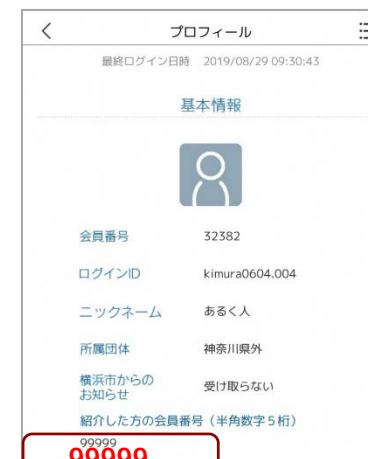 プロフィール
最終ログイン日時 2019/08/29 09:30:43
基本情報
会員番号 32382
ログインID kimura0604.004
ニックネーム あるく人
所属団体 神奈川県外
横浜市からの
お知らせ 受け取らない
紹介した方の会員番号（半角数字５桁）
99999
99999